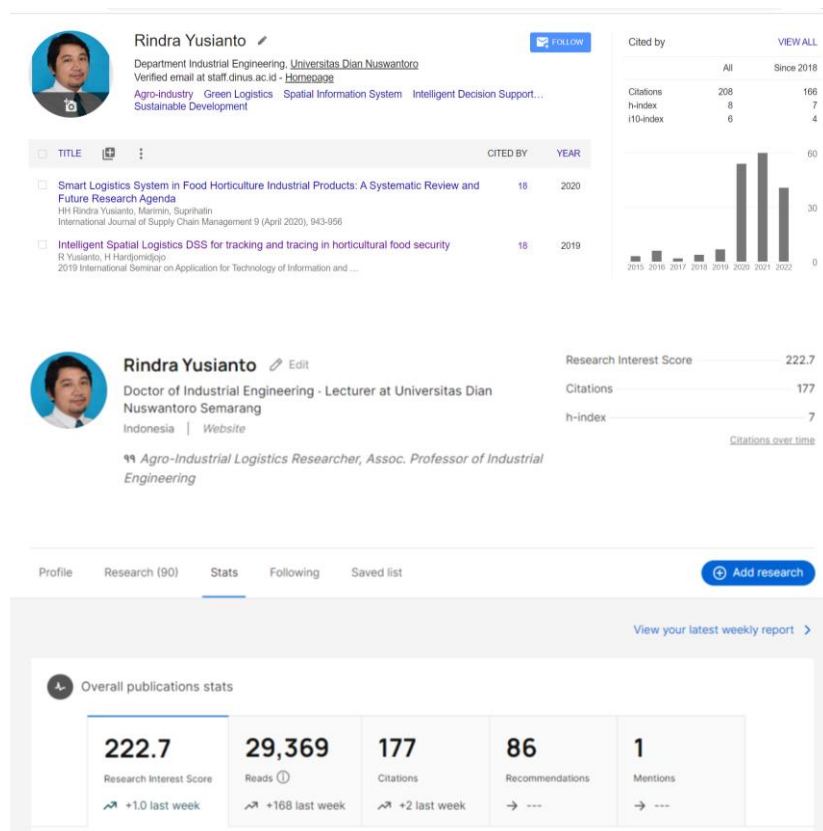 Rindra Yusianto
FOLLOW
Department Industrial Engineering, Universitas Dian Nuswantoro
Verified email at staff.dinus.ac.id - Homepage
Agro-industry Green Logistics Spatial Information System Intelligent Decision Support...
Sustainable Development
TITLE CITED BY YEAR
Smart Logistics System in Food Horticulture Industrial Products: A Systematic Review and 18 2020
Future Research Agenda
HH Rindra Yusianto, Marimin, Suprihatin
International Journal of Supply Chain Management 9 (April 2020), 943-956
Intelligent Spatial Logistics DSS for tracking and tracing in horticultural food security 18 2019
R Yusianto, H Hardjomidjojo
2019 International Seminar on Application for Technology of Information and ...
Cited by VIEW ALL
All Since 2018
Citations 208 166
h-index 8 7
i10-index 6 4
60
30
0
2015 2016 2017 2018 2019 2020 2021 2022
Rindra Yusianto Edit
Doctor of Industrial Engineering · Lecturer at Universitas Dian
Nuswantoro Semarang
Indonesia | Website
Agro-Industrial Logistics Researcher, Assoc. Professor of Industrial
Engineering
Research Interest Score 222.7
Citations 177
h-index 7
Citations over time
Profile Research (90) Stats Following Saved list
Add research
View your latest weekly report
Overall publications stats
222.7 29,369 177 86 1
Research Interest Score Reads Citations Recommendations Mentions
+1.0 last week +168 last week +2 last week --- ---